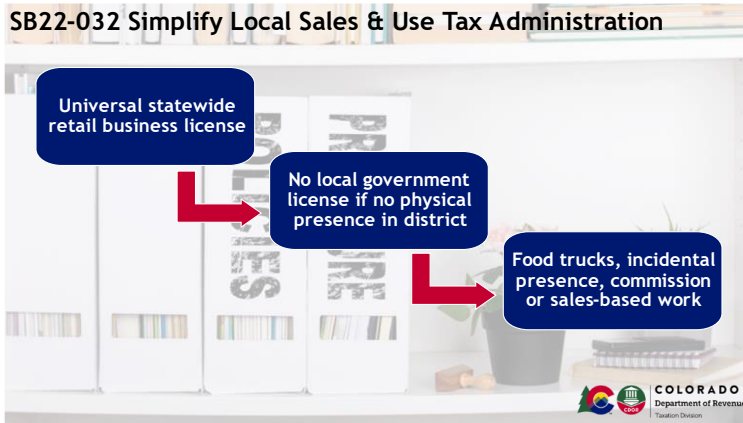 SB22-032 Simplify Local Sales & Use Tax Administration
Universal statewide
retail business license
No local government
license if no physical
presence in district
Food trucks, incidental
presence, commission
or sales-based work
POLICIES
CDOR
COLORADO
Department of Revenue
Taxation Division